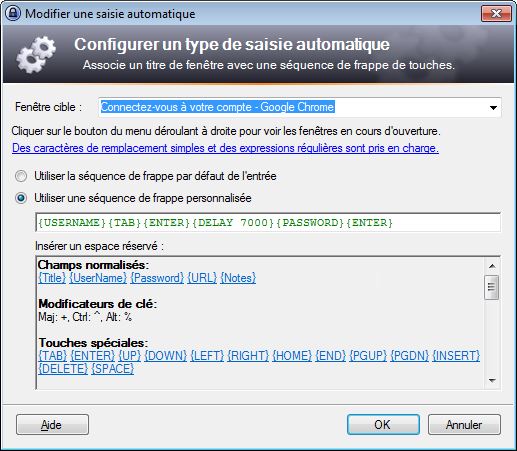 Modifier une saisie automatique
Configurer un type de saisie automatique
Associe un titre de fenêtre avec une séquence de frappe de touches.
Fenêtre cible : Connectez-vous à votre compte - Google Chrome
Cliquer sur le bouton du menu déroulant à droite pour voir les fenêtres en cours d'ouverture.
Des caractères de remplacement simples et des expressions régulières sont pris en charge.
Utiliser la séquence de frappe par défaut de l'entrée
Utiliser une séquence de frappe personnalisée
{USERNAME}{TAB}{ENTER}{DELAY 7000}{PASSWORD}{ENTER}
Insérer un espace réservé :
Champs normalisés:
{Title} {UserName} {Password} {URL} {Notes}
Modificateurs de clé:
Maj: +, Ctrl: ^, Alt: %
Touches spéciales:
{TAB} {ENTER} {UP} {DOWN} {LEFT} {RIGHT} {HOME} {END} {PGUP} {PGDN} {INSERT}
{DELETE} {SPACE}
Aide OK Annuler